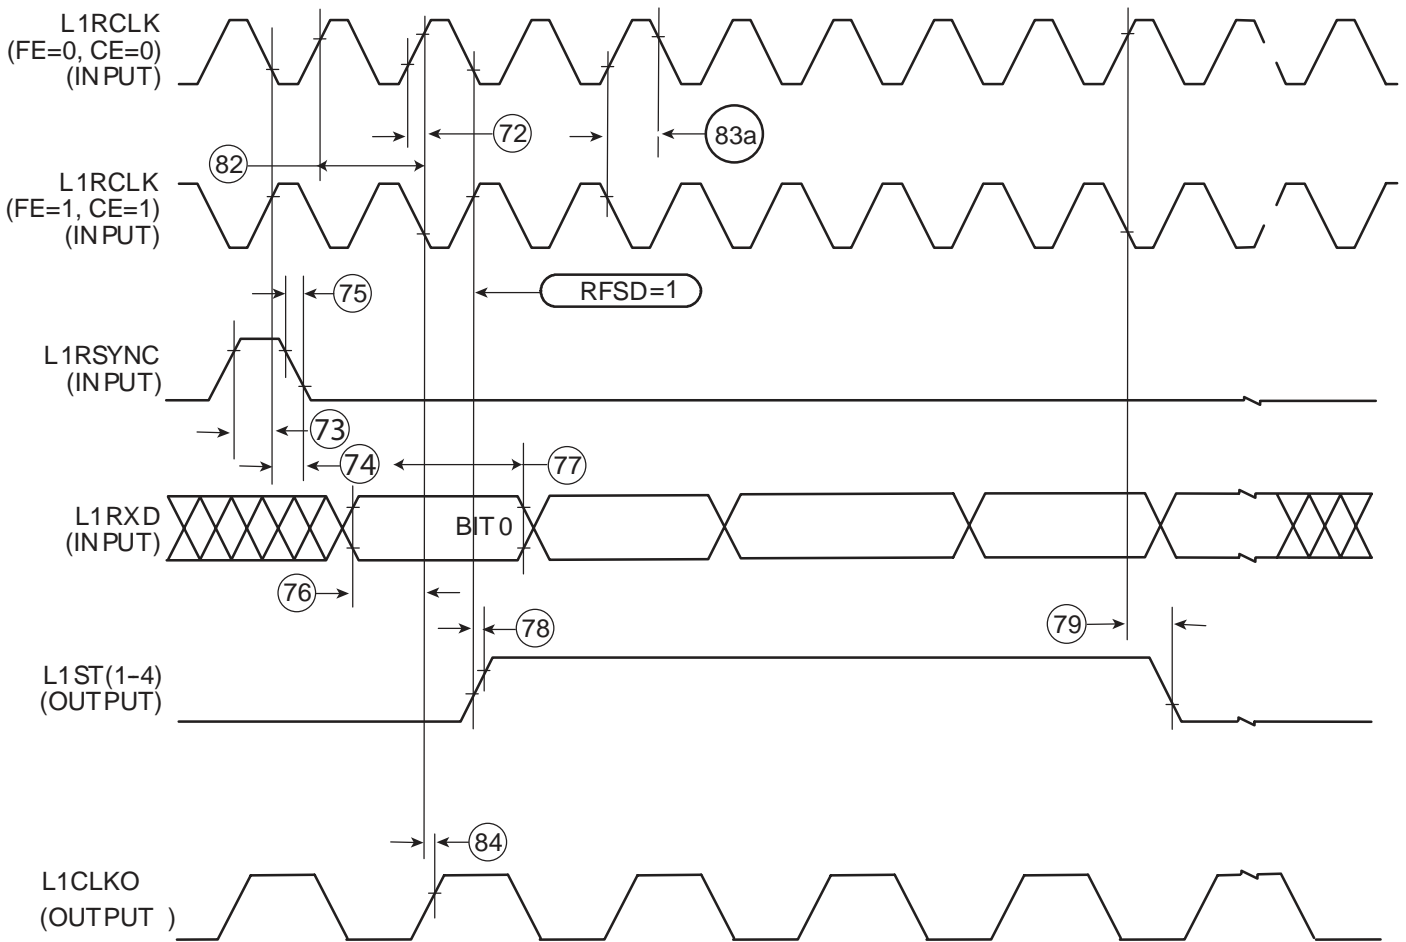 L1RCLK
(FE=0, CE=0)
(INPUT)
72
83a
82
L1RCLK
(FE=1, CE=1)
(INPUT)
75
RFSD=1
L1RSYNC
(INPUT)
73
74
77
L1RXD
(INPUT)
BIT 0
76
78
79
L1ST(1-4)
(OUTPUT)
84
L1CLKO
(OUTPUT )